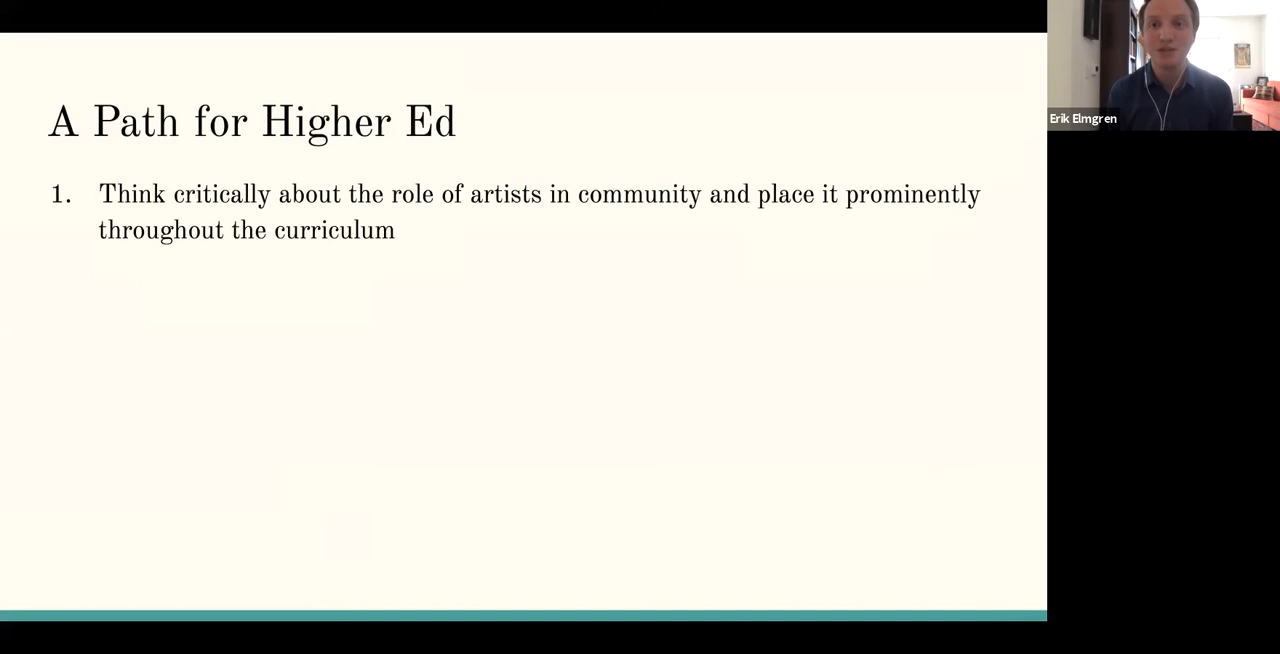 A Path for Higher Ed
1. Think critically about the role of artists in community and place it prominently
throughout the curriculum
Erik Elmgren